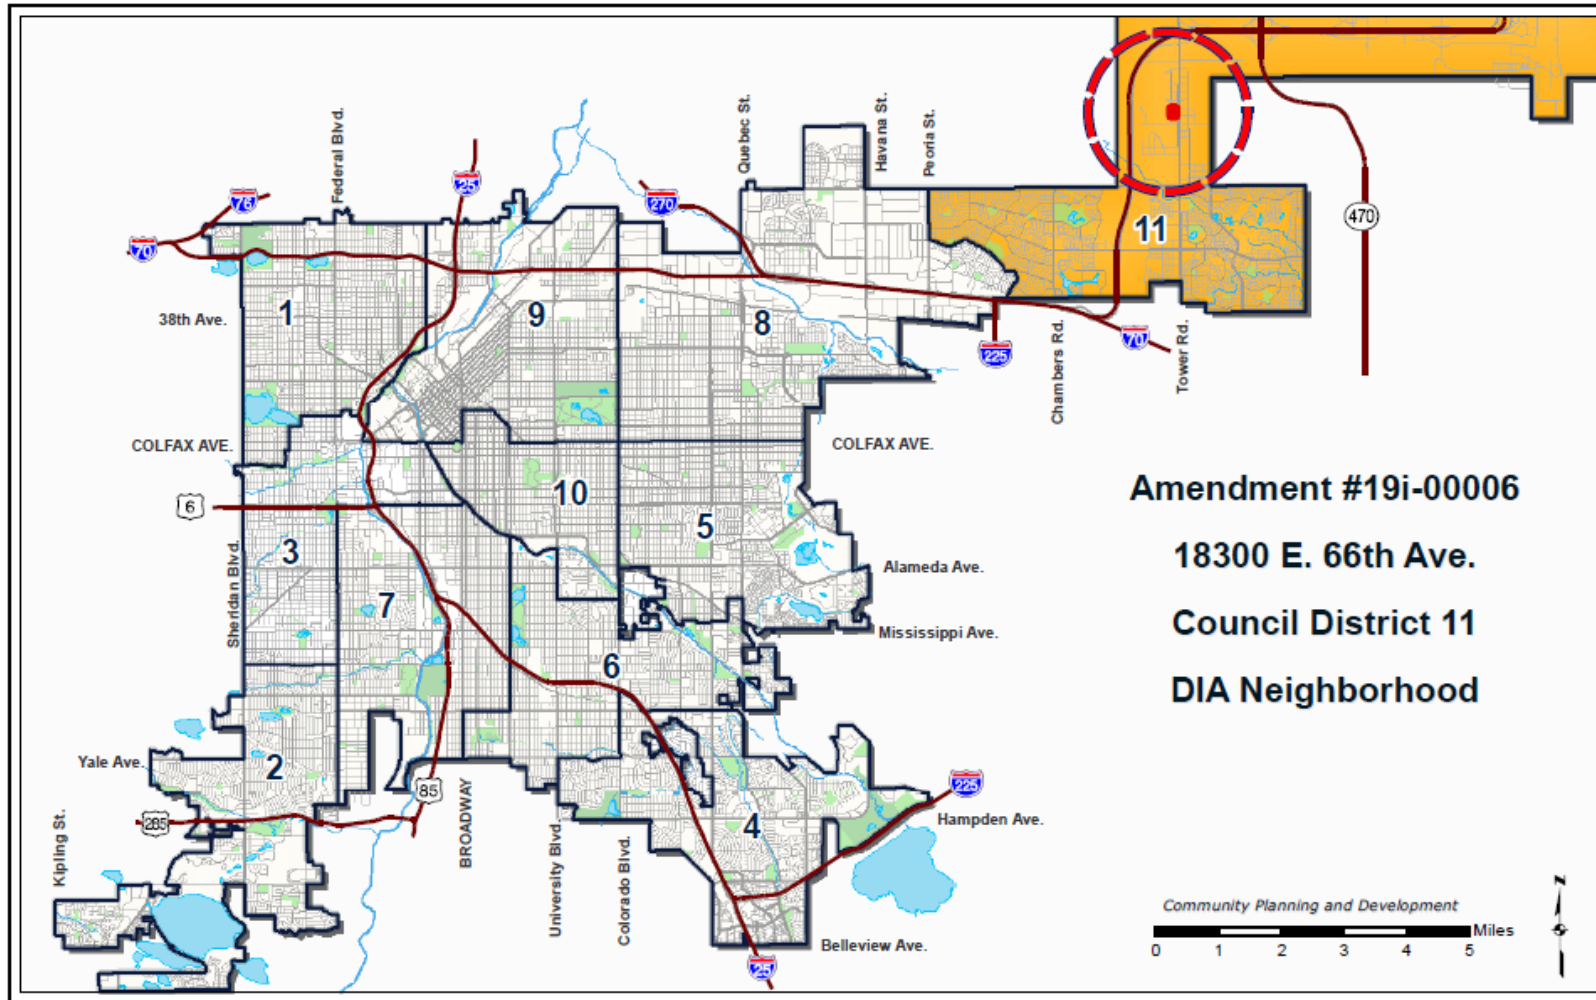 Federal Blvd.
Quebec St.
Havana St.
Peoria St.
76
25
270
70
470
11
1
9
8
38th Ave.
225
70
Chambers Rd.
Tower Rd.
COLFAX AVE.
COLFAX AVE.
Amendment #19i-00006
18300 E. 66th Ave.
Council District 11
DIA Neighborhood
6
10
5
3
Sheridan Blvd.
Alameda Ave.
7
Mississippi Ave.
6
Yale Ave.
2
85
285
225
Hampden Ave.
4
Kipling St.
BROADWAY
University Blvd.
Colorado Blvd.
Belleview Ave.
25
Community Planning and Development
Miles
0 1 2 3 4 5
N